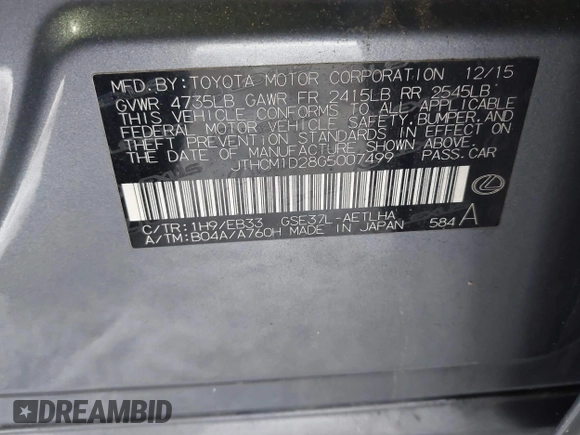 MFD. BY: TOYOTA MOTOR CORPORATION 12/15
GVWR 4735LB GAWR FR 2415LB RR 2545LB
THIS VEHICLE CONFORMS TO ALL APPLICABLE
FEDERAL MOTOR VEHICLE SAFETY, BUMPER, AND
THEFT PREVENTION STANDARDS IN EFFECT ON
THE DATE OF MANUFACTURE SHOWN ABOVE.
JTHCM1D28G5007499 PASS. CAR
C/TR: 1H9/EB33 GSE37L-AETLHA
A/TM: B04A/A760H MADE IN JAPAN 584 A
DREAMBID